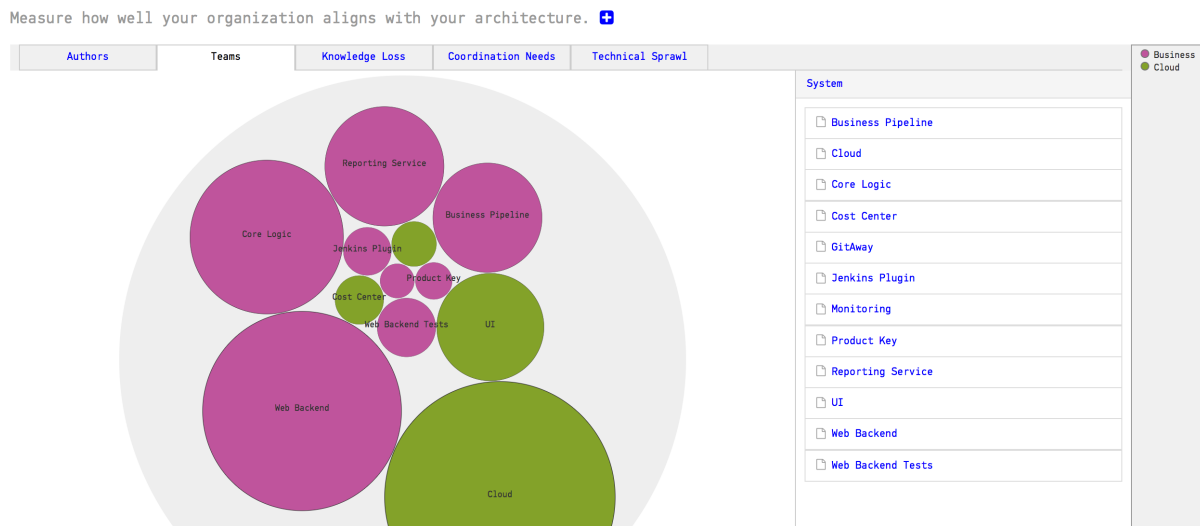 Measure how well your organization aligns with your architecture.
Authors Teams Knowledge Loss Coordination Needs Technical Sprawl
Business
Cloud
Reporting Service
Core Logic
Business Pipeline
Jenkins Plugin
Product Key
Cost Center
Web Backend Tests
UI
Web Backend
Cloud
System
Business Pipeline
Cloud
Core Logic
Cost Center
GitAway
Jenkins Plugin
Monitoring
Product Key
Reporting Service
UI
Web Backend
Web Backend Tests